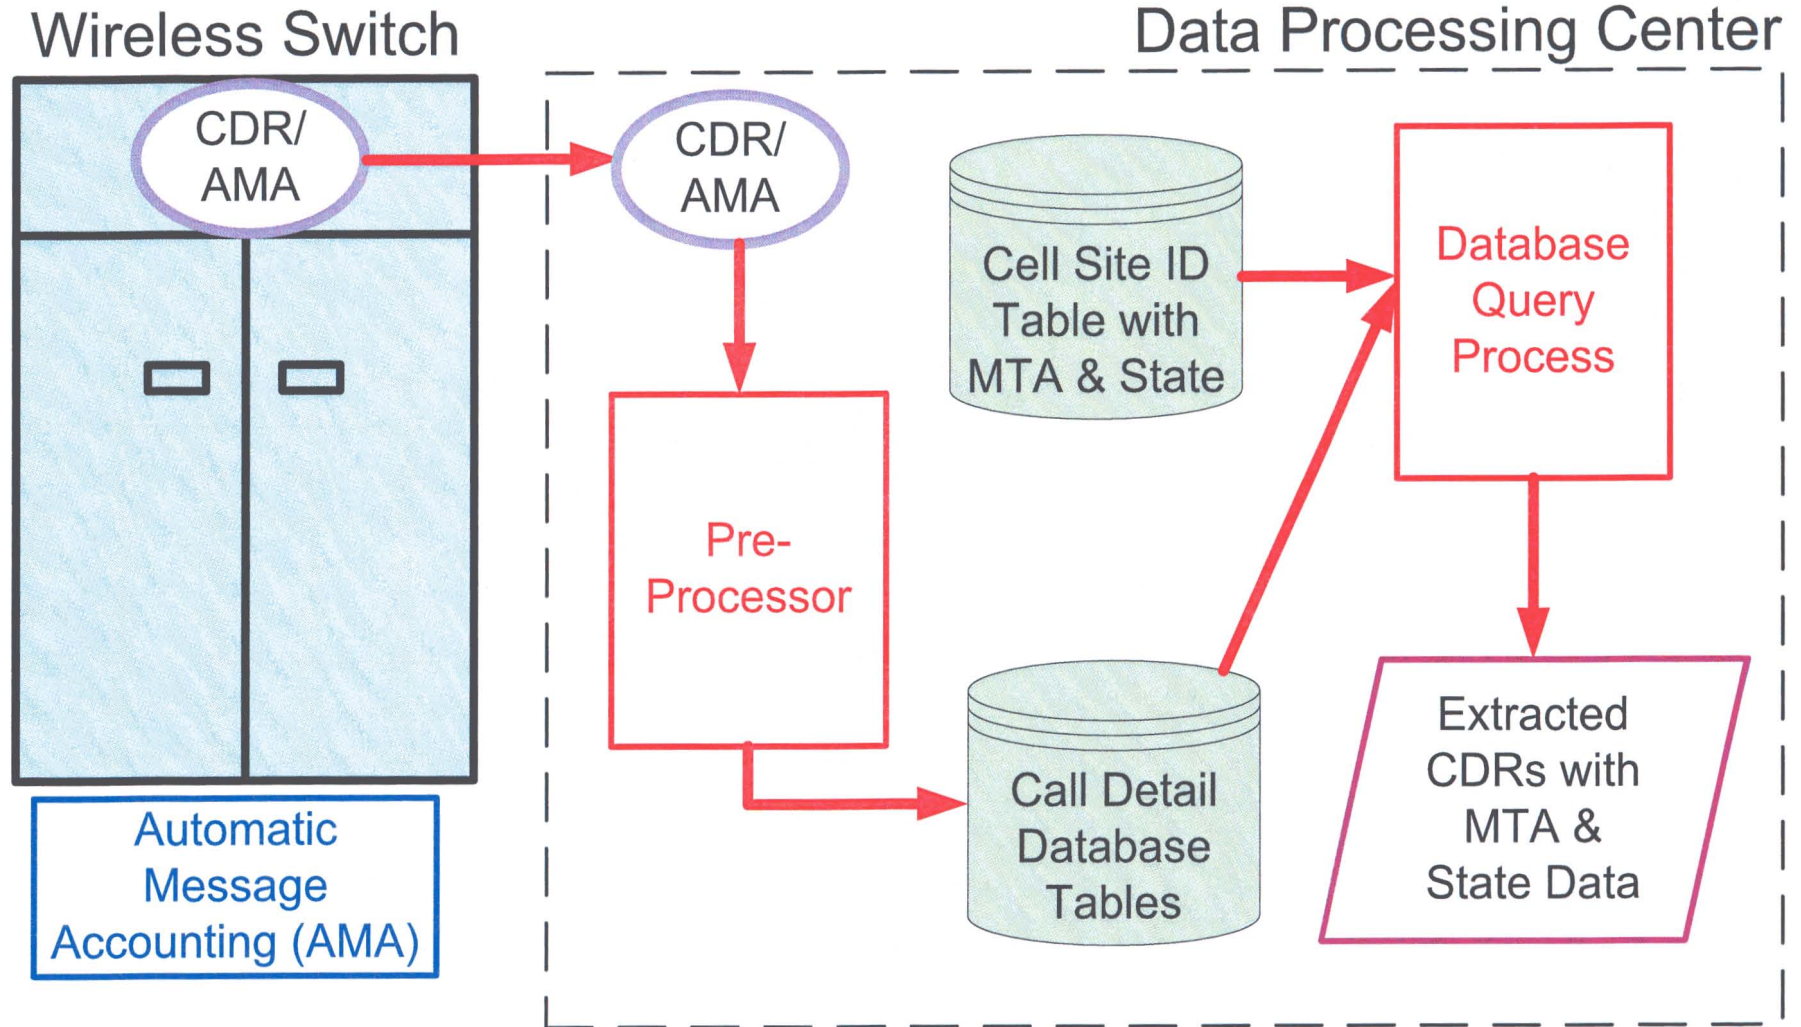 Wireless Switch
Data Processing Center
CDR/
AMA
CDR/
AMA
Cell Site ID
Table with
MTA & State
Database
Query
Process
Pre-
Processor
Call Detail
Database
Tables
Extracted
CDRs with
MTA &
State Data
Automatic
Message
Accounting (AMA)